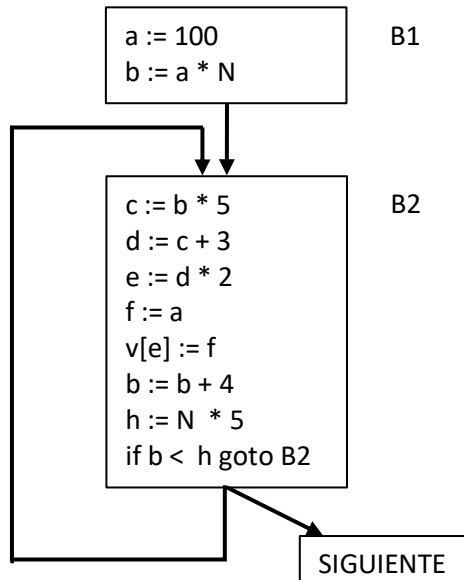 a := 100
b := a * N
B1
c := b * 5
d := c + 3
e := d * 2
f := a
v[e] := f
b := b + 4
h := N * 5
if b < h goto B2
B2
SIGUIENTE